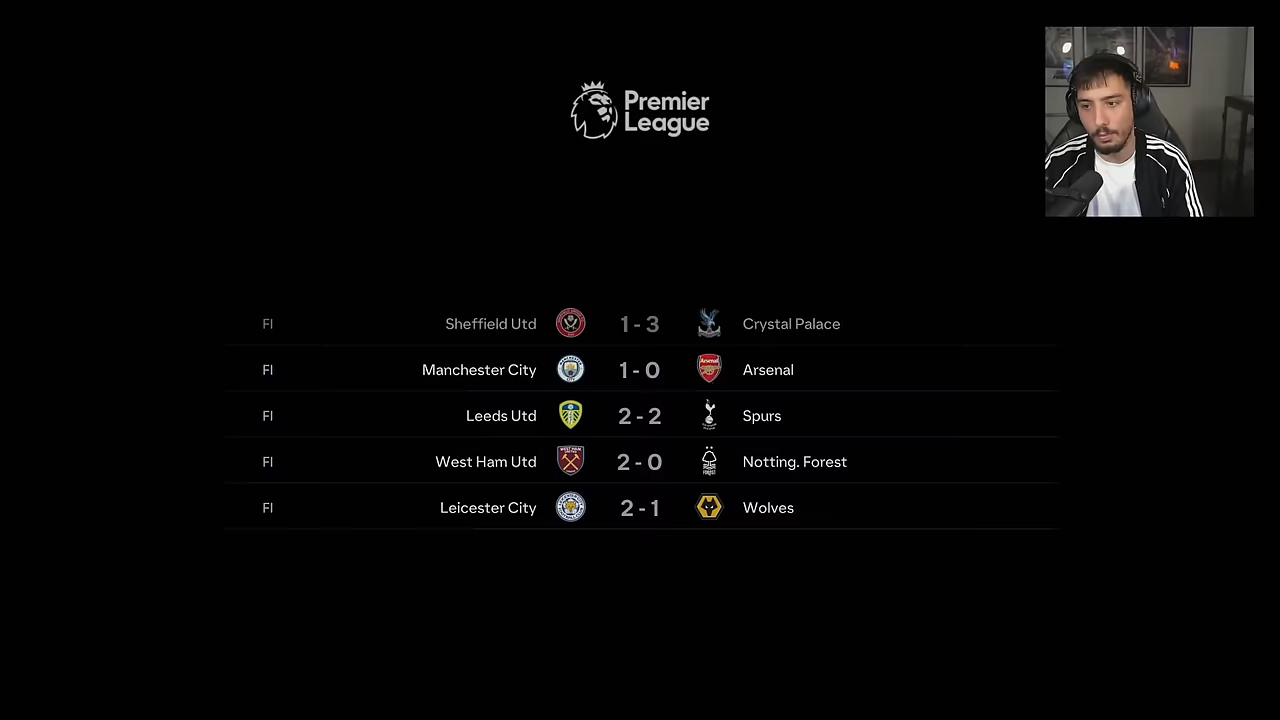 Premier
League
FI Sheffield Utd 1 - 3 Crystal Palace
FI Manchester City 1 - 0 Arsenal
FI Leeds Utd 2 - 2 Spurs
FI West Ham Utd 2 - 0 Notting. Forest
FI Leicester City 2 - 1 Wolves